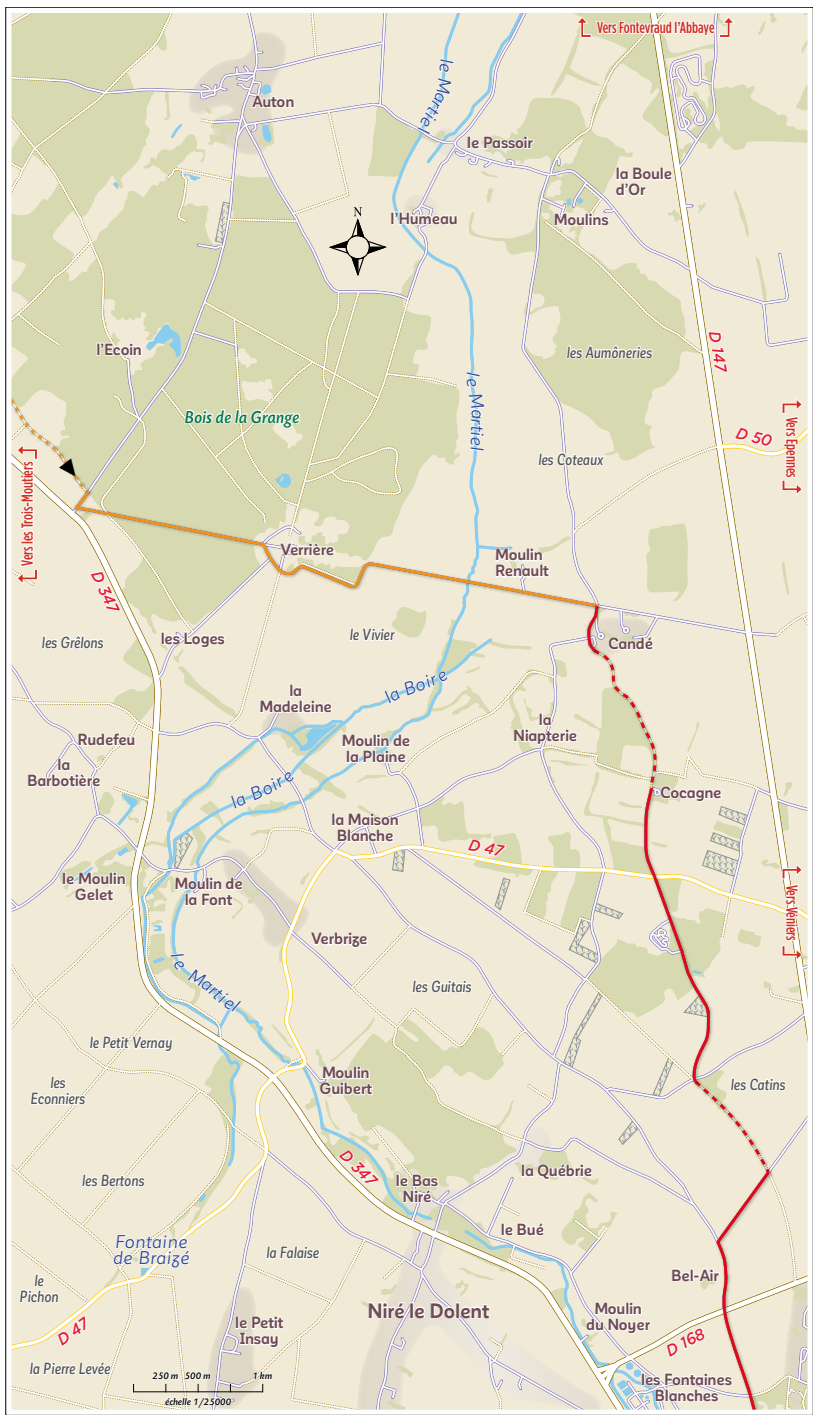 Vers Fontevraud l'Abbaye
le Martiel
Auton
le Passoir
la Boule
d'Or
l'Humeau
Moulins
N
D 147
l'Ecoin
les Aumôneries
le Martiel
Bois de la Grange
D 50
Vers Epennes
les Coteaux
Vers les Trois-Moutiers
Verrière
Moulin
Renault
D 347
les Grêlons
les Loges
le Vivier
Candé
la Boire
la
Madeleine
la
Niapterie
Rudefeu
Moulin de
la Plaine
la
Barbotière
la Boire
Cocagne
la Maison
Blanche
D 47
le Moulin
Gelet
Moulin de
la Font
Vers Véniers
Verbrize
le Martiel
les Guitais
le Petit Vernay
Moulin
Guibert
les
Econniers
les Catins
D 347
les Bertons
le Bas
Niré
la Québrie
le Bué
Fontaine
de Braizé
la Falaise
le
Pichon
Bel-Air
Niré le Dolent
Moulin
du Noyer
D 47
le Petit
Insay
D 168
la Pierre Levée
250 m 500 m 1 km
échelle 1/25000
les Fontaines
Blanches